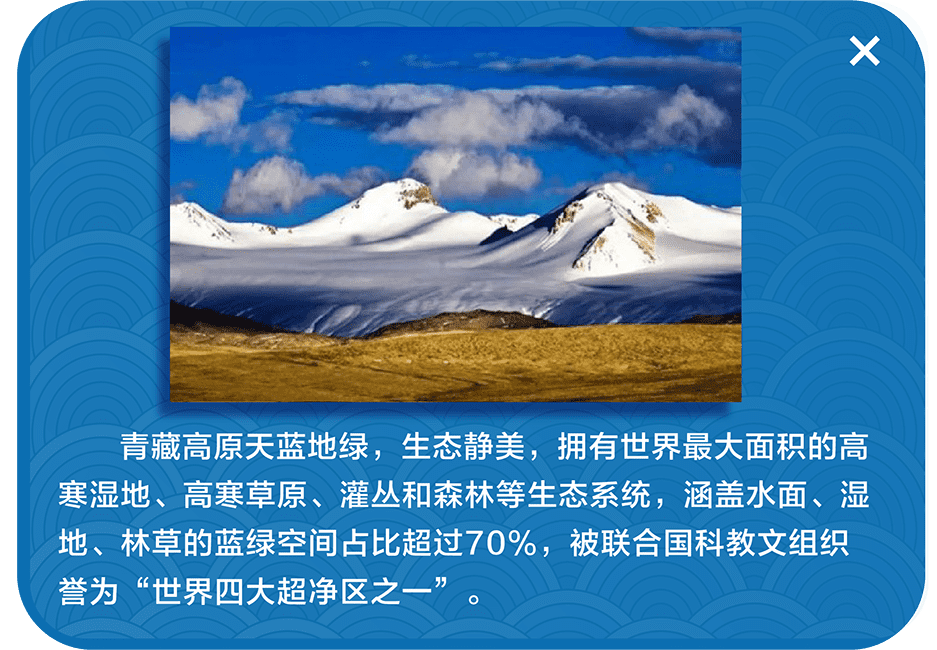 青藏高原天蓝地绿，生态静美，拥有世界最大面积的高
寒湿地、高寒草原、灌丛和森林等生态系统，涵盖水面、湿
地、林草的蓝绿空间占比超过70%，被联合国科教文组织
誉为“世界四大超净区之一”。